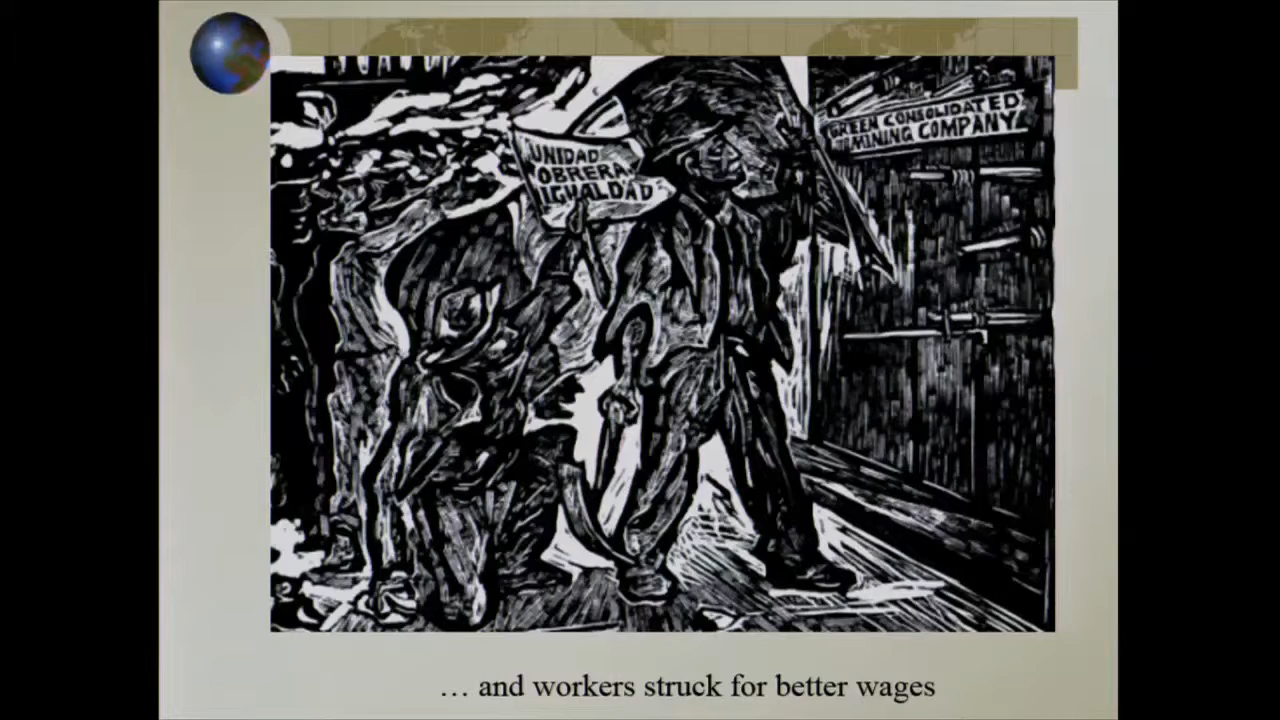 UNIDAD
OBRERA
IGUALDAD
GREEN CONSOLIDATED
MINING COMPANY
… and workers struck for better wages